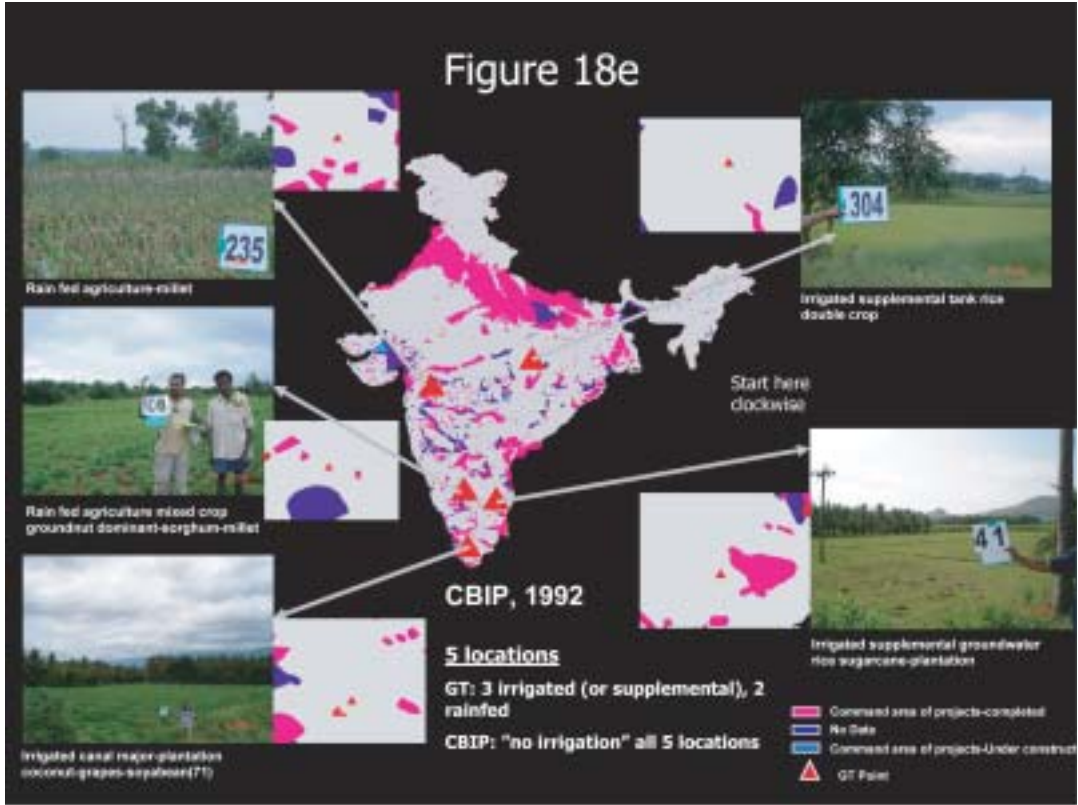 Figure 18e
235
Rain fed agriculture-millet
304
Irrigated supplemental tank rice
double crop
Start here
clockwise
Rain fed agriculture mixed crop
groundnut dominant-sorghum-millet
41
Irrigated supplemental groundwater
rice sugarcane-plantation
CBIP, 1992
5 locations
GT: 3 irrigated (or supplemental), 2
rainfed
CBIP: "no irrigation" all 5 locations
Irrigated canal major-plantation
coconut-grapes-soyabean(71)
Command area of projects-completed
No Data
Command area of projects-Under construct
GT Point